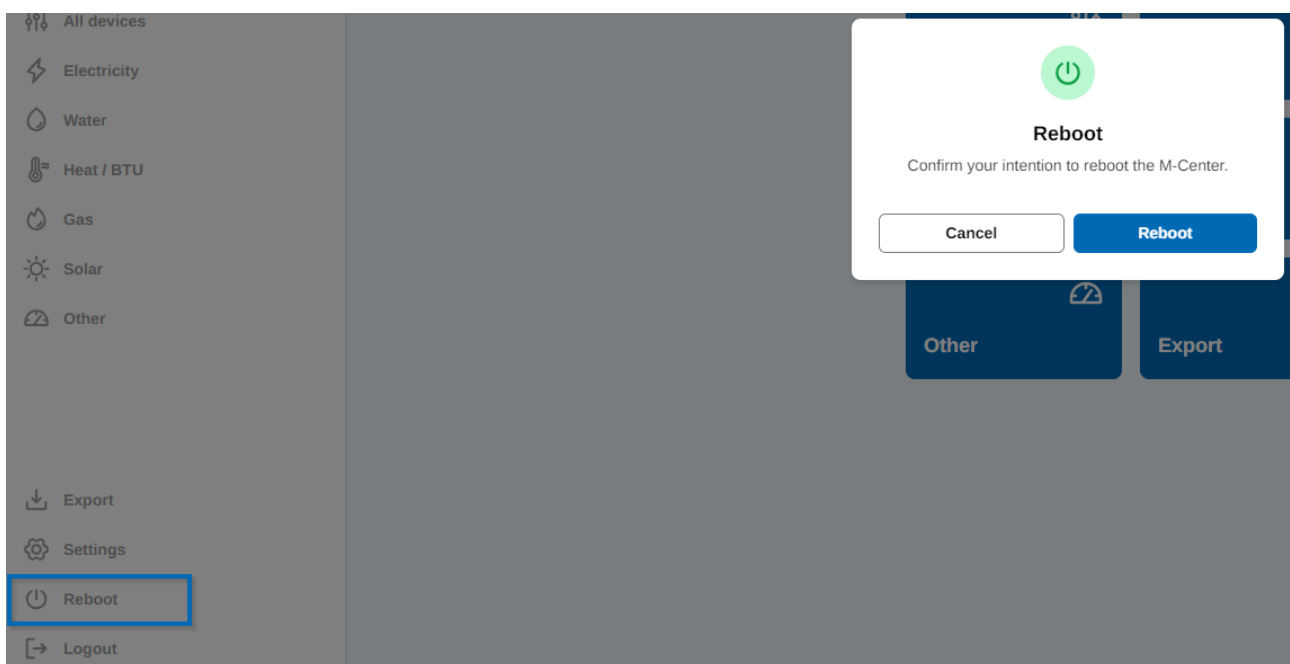 All devices
Electricity
Water
Heat / BTU
Gas
Solar
Other
Export
Settings
Reboot
Logout
Reboot
Confirm your intention to reboot the M-Center.
Cancel
Reboot
Other
Export